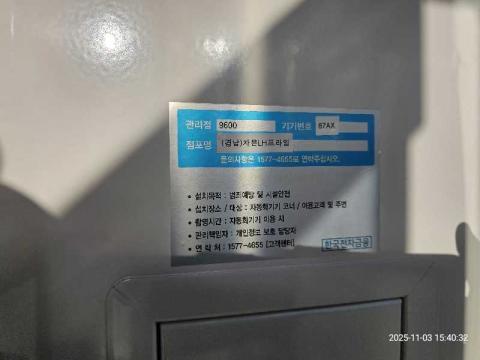 관리점 9600 기기번호 67AX
점포명 (경남)자은LH프라임
문의사항은 1577-4655로 연락주십시오.
• 설치목적 : 범죄예방 및 시설안전
• 설치장소 / 대상 : 자동화기기 코너 / 이용고객 및 주변
• 촬영시간 : 자동화기기 이용 시
• 관리책임자 : 개인정보 보호 담당자
• 연 락 처 : 1577-4655 [고객센터]
한국전자금융
2025-11-03 15:40:32